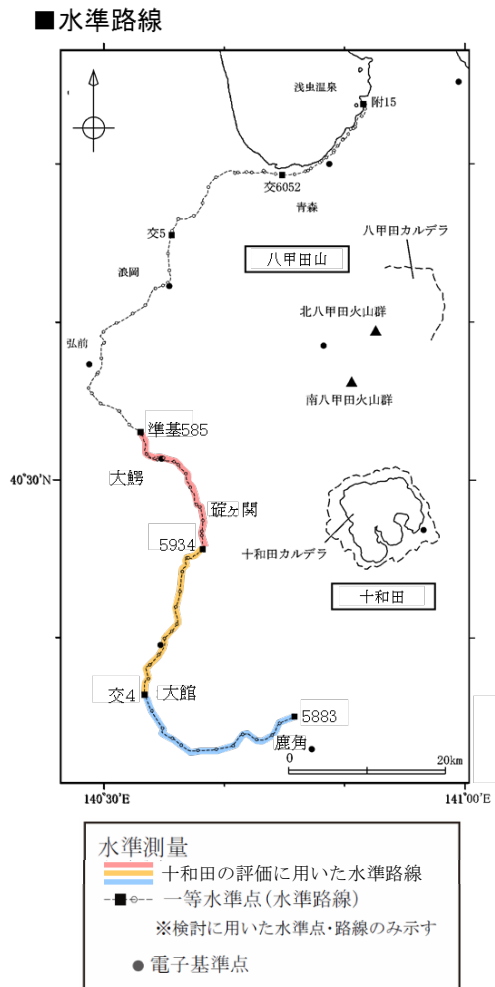 ■水準路線
浅虫温泉
附15
交6052
青森
八甲田カルデラ
交5
八甲田山
浪岡
北八甲田火山群
弘前
南八甲田火山群
準基585
大鰐
40°30'N
碇ヶ関
5934
十和田カルデラ
十和田
交4
大館
5883
鹿角
0
20km
140°30'E
141°00'E
水準測量
十和田の評価に用いた水準路線
一等水準点(水準路線)
※検討に用いた水準点・路線のみ示す
電子基準点